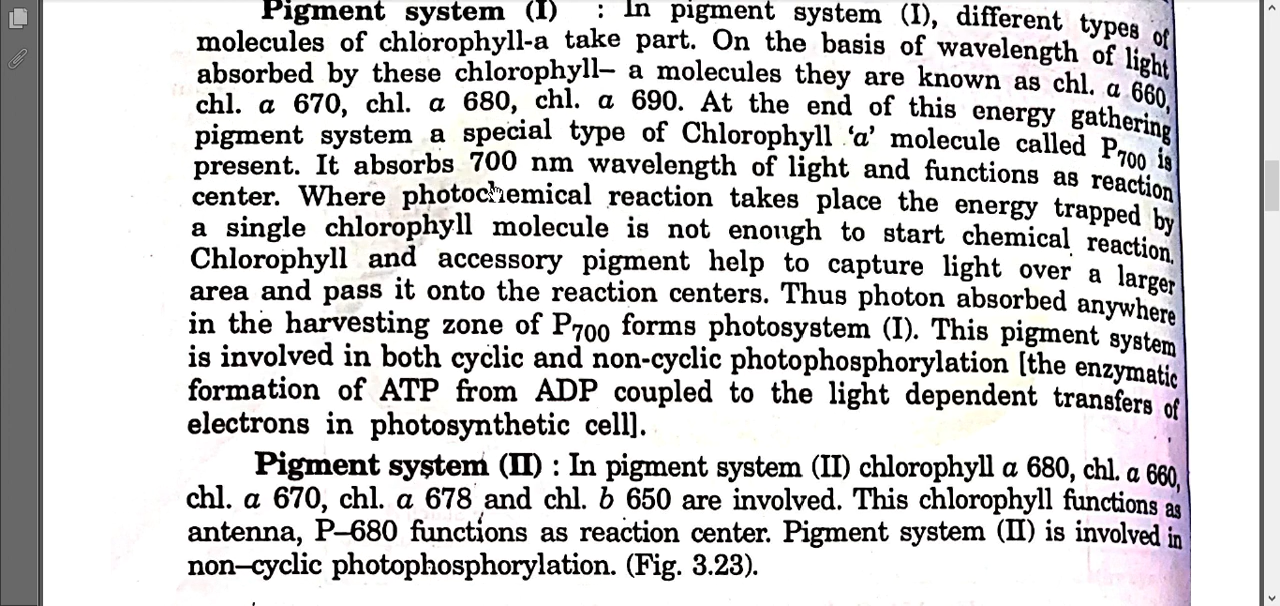 Pigment system (I) : In pigment system (I), different types of
molecules of chlorophyll-a take part. On the basis of wavelength of light
absorbed by these chlorophyll– a molecules they are known as chl. a 660,
chl. a 670, chl. a 680, chl. a 690. At the end of this energy gathering
pigment system a special type of Chlorophyll 'a' molecule called P700 is
present. It absorbs 700 nm wavelength of light and functions as reaction
center. Where photochemical reaction takes place the energy trapped by
a single chlorophyll molecule is not enough to start chemical reaction.
Chlorophyll and accessory pigment help to capture light over a larger
area and pass it onto the reaction centers. Thus photon absorbed anywhere
in the harvesting zone of P700 forms photosystem (I). This pigment system
is involved in both cyclic and non-cyclic photophosphorylation [the enzymatic
formation of ATP from ADP coupled to the light dependent transfers of
electrons in photosynthetic cell].
Pigment system (II) : In pigment system (II) chlorophyll a 680, chl. a 660,
chl. a 670, chl. a 678 and chl. b 650 are involved. This chlorophyll functions as
antenna, P–680 functions as reaction center. Pigment system (II) is involved in
non–cyclic photophosphorylation. (Fig. 3.23).